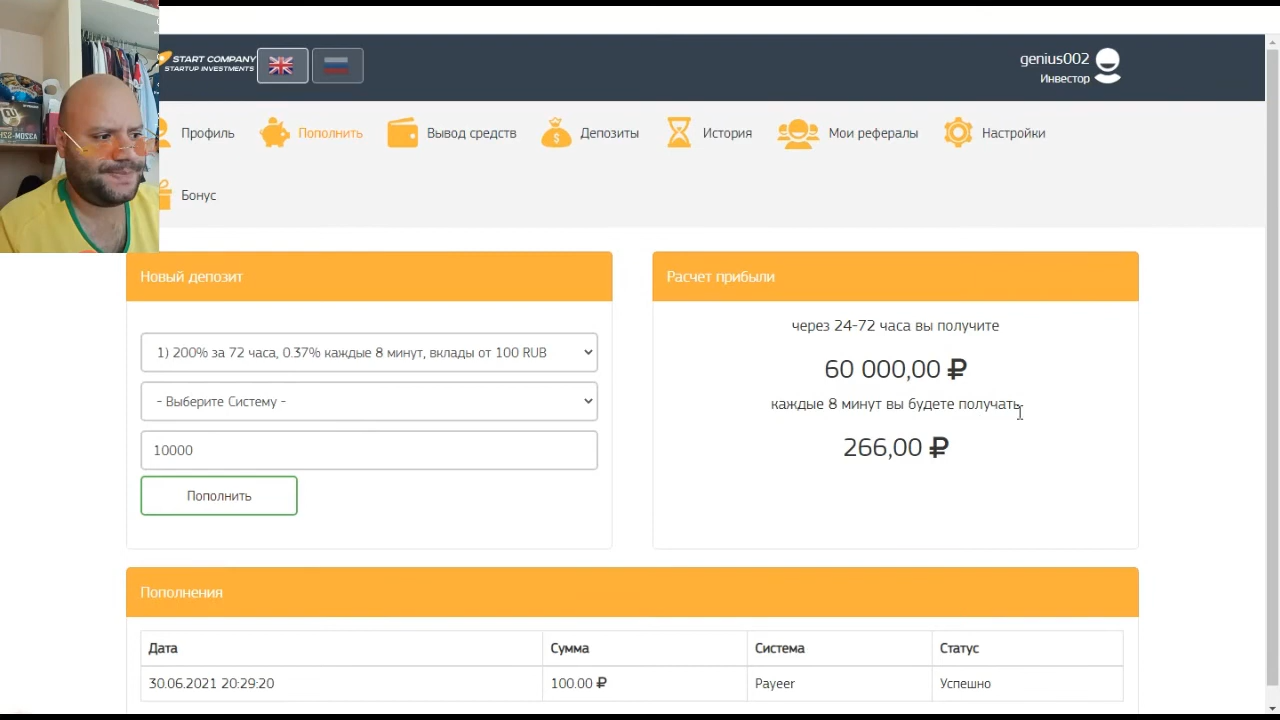 START COMPANY
STARTUP INVESTMENTS
genius002
Инвестор
Профиль
Пополнить
Вывод средств
Депозиты
История
Мои рефералы
Настройки
Бонус
Новый депозит
1) 200% за 72 часа, 0.37% каждые 8 минут, вклады от 100 RUB
- Выберите Систему -
10000
Пополнить
Расчет прибыли
через 24-72 часа вы получите
60 000,00 ₽
каждые 8 минут вы будете получать
266,00 ₽
Пополнения
Дата Сумма Система Статус
30.06.2021 20:29:20 100.00 ₽ Payeer Успешно